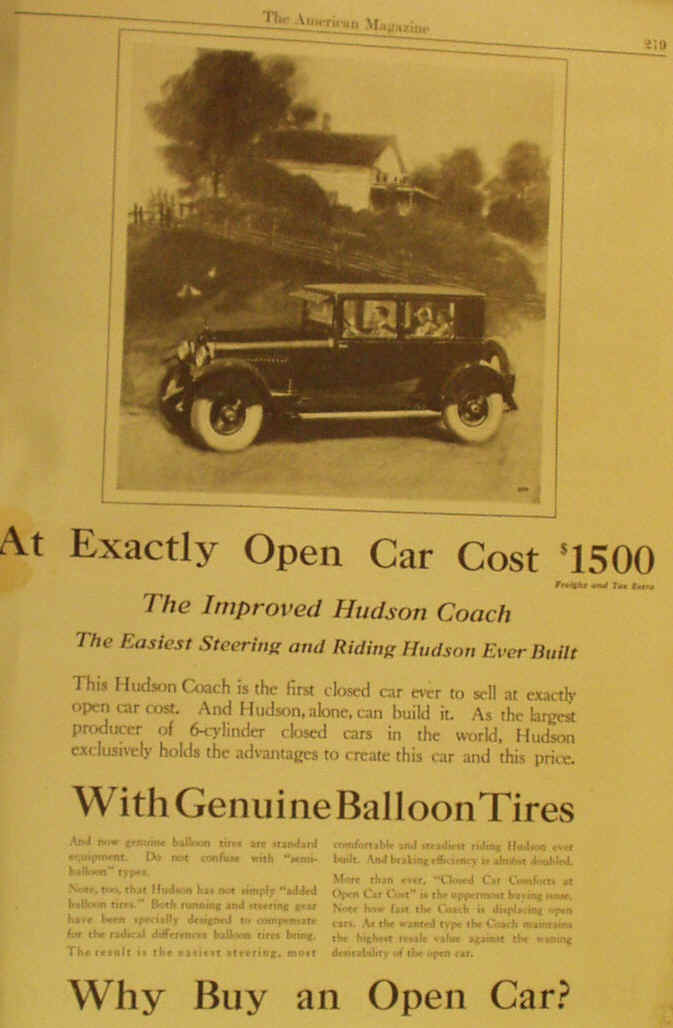 The American Magazine
219
At Exactly Open Car Cost $1500
Freight and Tax Extra
The Improved Hudson Coach
The Easiest Steering and Riding Hudson Ever Built
This Hudson Coach is the first closed car ever to sell at exactly
open car cost. And Hudson, alone, can build it. As the largest
producer of 6-cylinder closed cars in the world, Hudson
exclusively holds the advantages to create this car and this price.
With Genuine Balloon Tires
And now genuine balloon tires are standard
equipment. Do not confuse with "semi-
balloon" types.
Note, too, that Hudson has not simply "added
balloon tires." Both running and steering gear
have been specially designed to compensate
for the radical differences balloon tires bring.
The result is the easiest steering, most
comfortable and steadiest riding Hudson ever
built. And braking efficiency is almost doubled.
More than ever, "Closed Car Comforts at
Open Car Cost" is the uppermost buying issue.
Note how fast the Coach is displacing open
cars. As the wanted type the Coach maintains
the highest resale value against the waning
desirability of the open car.
Why Buy an Open Car?